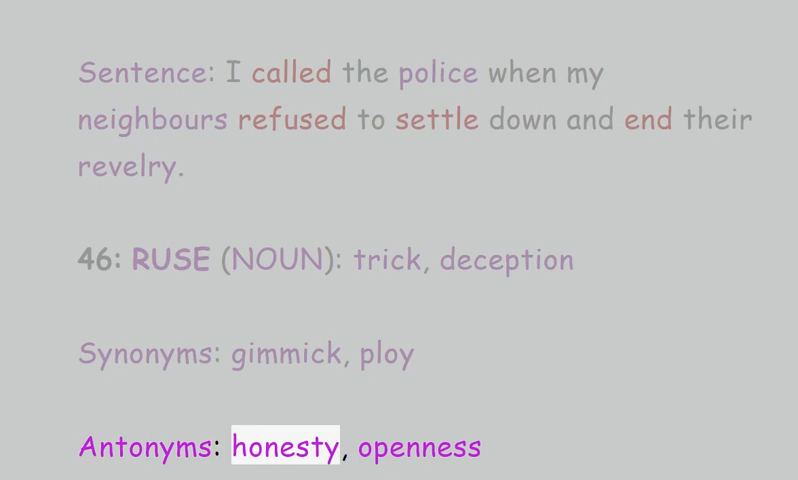 Sentence: I called the police when my
neighbours refused to settle down and end their
revelry.
46: RUSE (NOUN): trick, deception
Synonyms: gimmick, ploy
Antonyms: honesty, openness